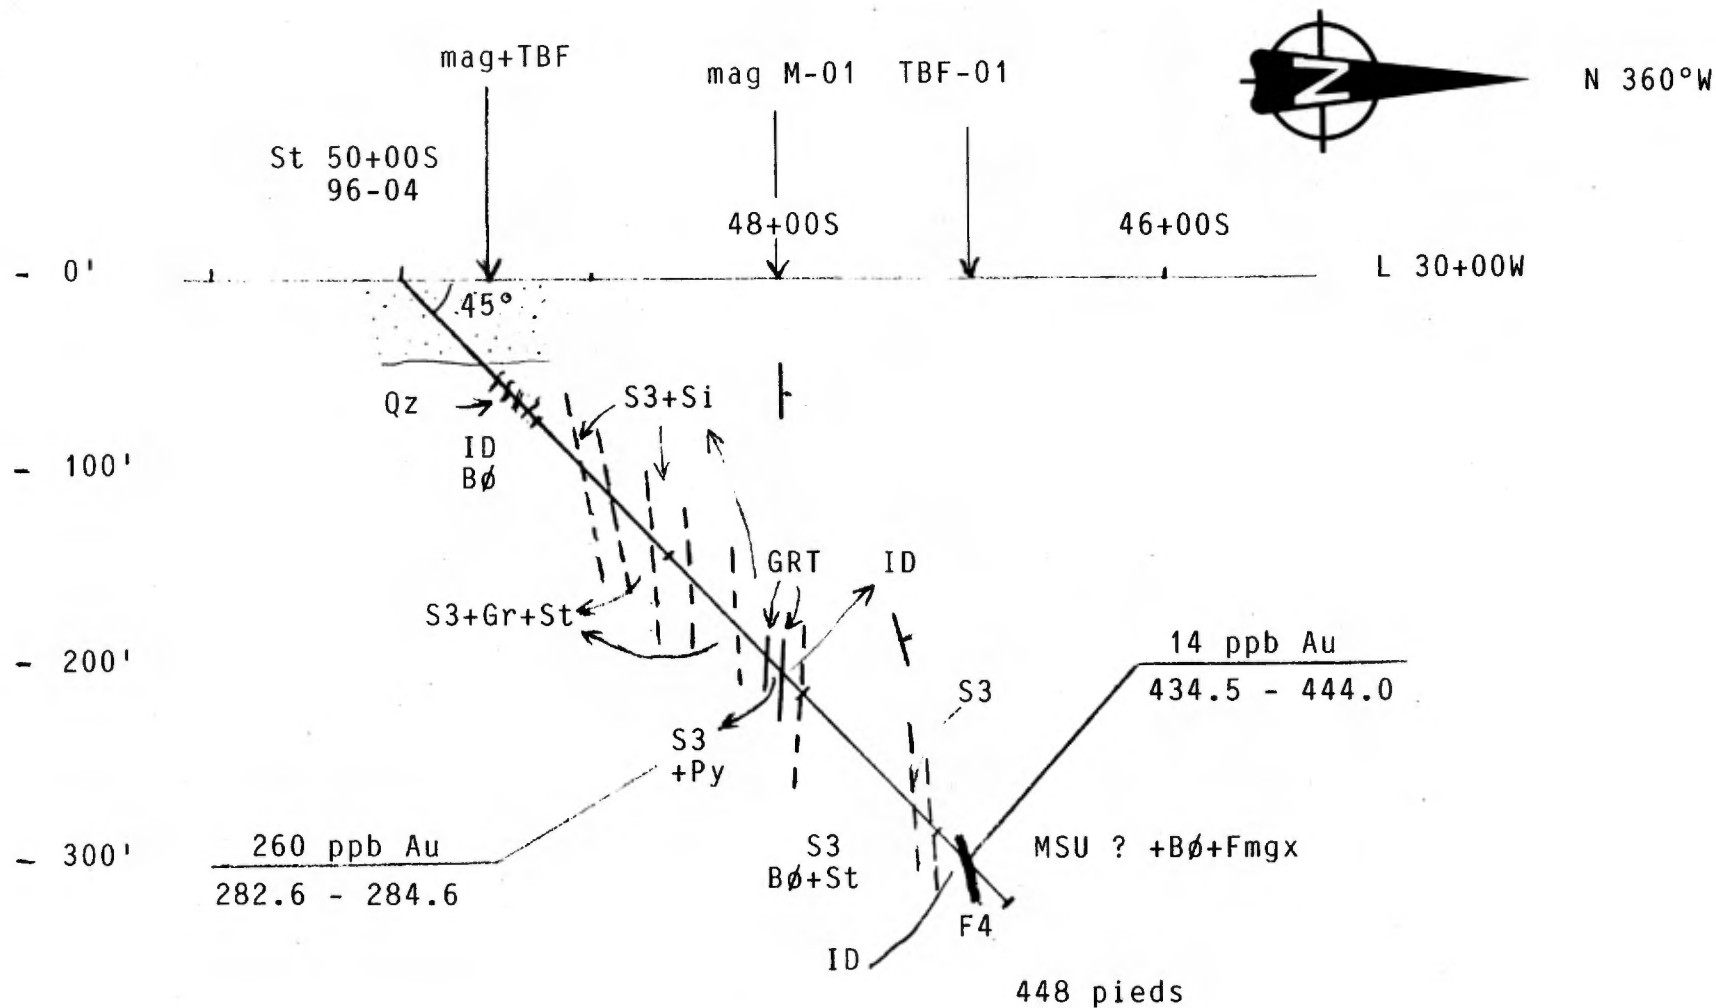 mag+TBF
mag M-01
TBF-01
N
N 360°W
St 50+00S
96-04
48+00S
46+00S
- 0'
L 30+00W
45°
Qz
S3+Si
ID
Bø
- 100'
GRT
ID
S3+Gr+St
14 ppb Au
434.5 - 444.0
- 200'
S3
S3
+Py
260 ppb Au
282.6 - 284.6
- 300'
S3
Bø+St
MSU ? +Bø+Fmgx
F4
ID
448 pieds